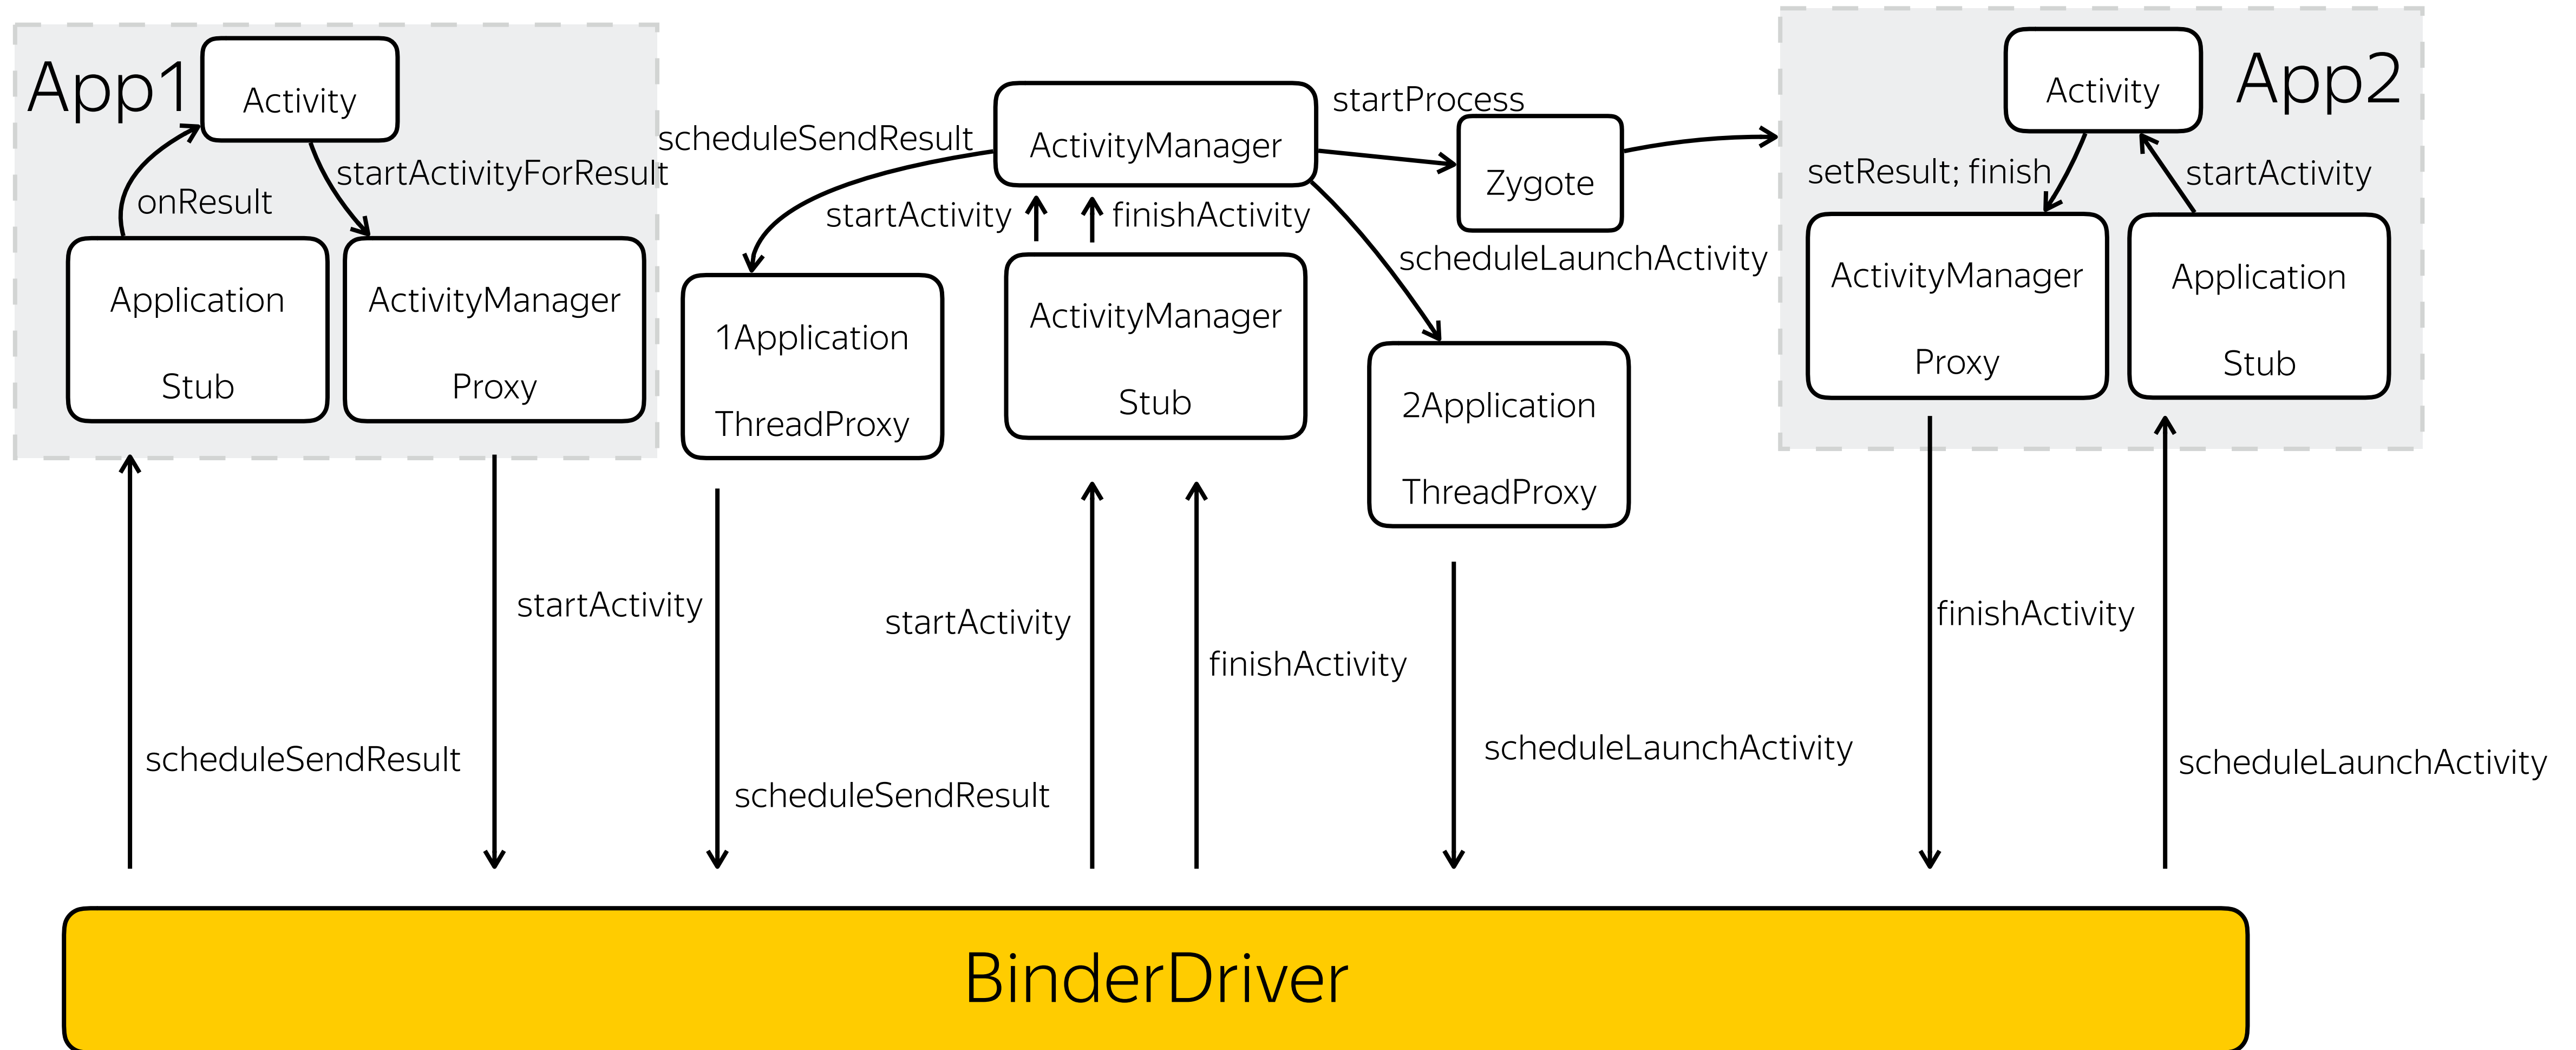 App1
Activity
onResult
startActivityForResult
Application
Stub
ActivityManager
Proxy
scheduleSendResult
ActivityManager
startProcess
Zygote
startActivity
finishActivity
scheduleLaunchActivity
1Application
ThreadProxy
ActivityManager
Stub
2Application
ThreadProxy
Activity
App2
setResult; finish
startActivity
ActivityManager
Proxy
Application
Stub
scheduleSendResult
startActivity
scheduleSendResult
startActivity
finishActivity
scheduleLaunchActivity
finishActivity
scheduleLaunchActivity
BinderDriver